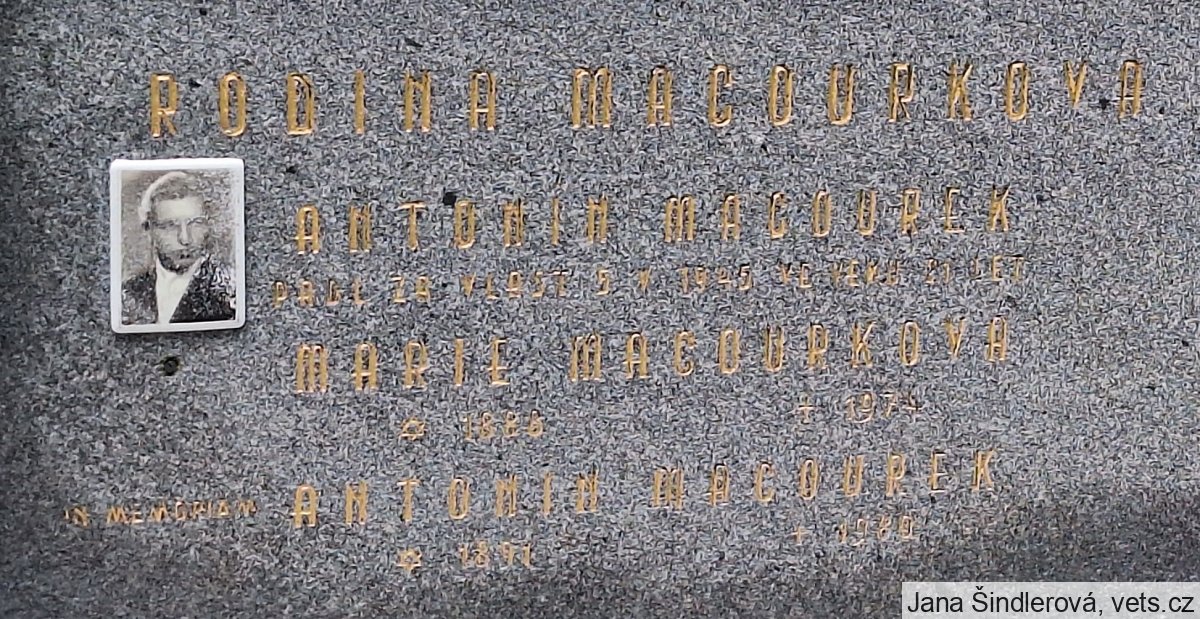 RODINA MACOURKOVA
ANTONÍN MACOUREK
PADL ZA VLAST 5 V 1945 VE VĚKU 21 LET
MARIE MACOURKOVÁ
✡ 1886 + 1974
IN MEMORIAM ANTONÍN MACOUREK
✡ 1891 + 1980
Jana Šindlerová, vets.cz